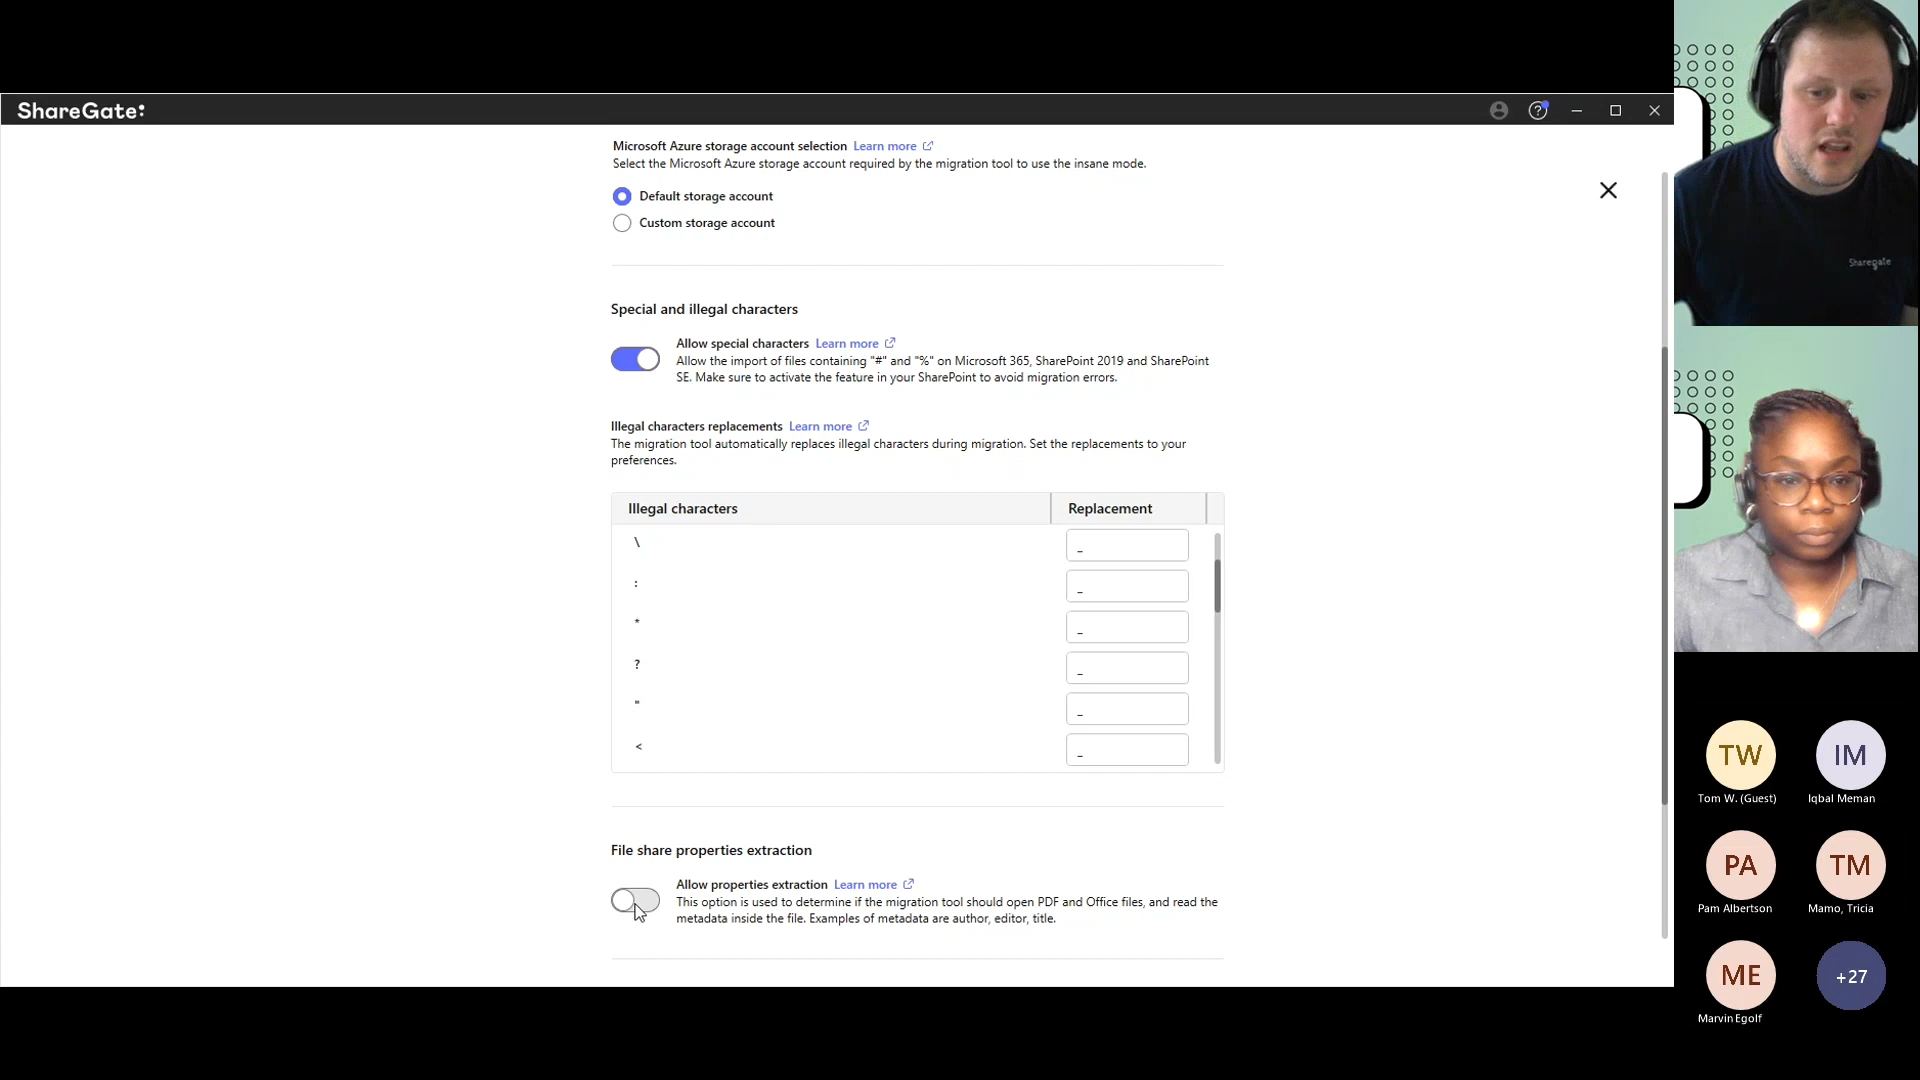 ShareGate:
Microsoft Azure storage account selection Learn more
Select the Microsoft Azure storage account required by the migration tool to use the insane mode.
Default storage account
Custom storage account
Special and illegal characters
Allow special characters Learn more
Allow the import of files containing "#" and "%" on Microsoft 365, SharePoint 2019 and SharePoint
SE. Make sure to activate the feature in your SharePoint to avoid migration errors.
Illegal characters replacements Learn more
The migration tool automatically replaces illegal characters during migration. Set the replacements to your
preferences.
Illegal characters Replacement
\ _
: _
* _
? _
" _
< _
File share properties extraction
Allow properties extraction Learn more
This option is used to determine if the migration tool should open PDF and Office files, and read the
metadata inside the file. Examples of metadata are author, editor, title.
Sharegate
TW IM
Tom W. (Guest) Iqbal Meman
PA TM
Pam Albertson Mamo, Tricia
ME +27
Marvin Egolf